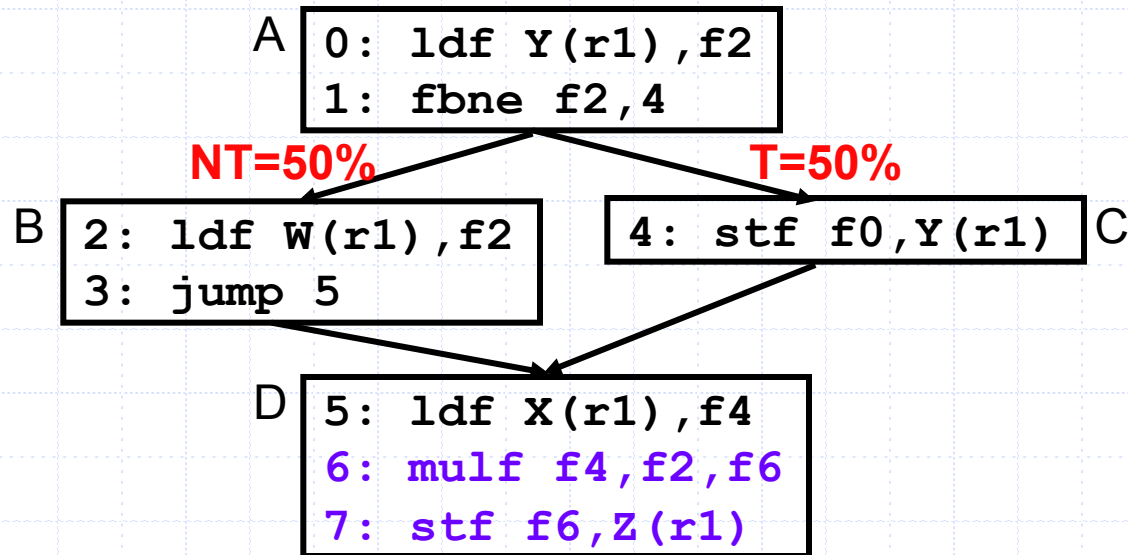 A
0: ldf Y(r1),f2
1: fbne f2,4
NT=50%
T=50%
B
2: ldf W(r1),f2
3: jump 5
4: stf f0,Y(r1)
C
D
5: ldf X(r1),f4
6: mulf f4,f2,f6
7: stf f6,Z(r1)